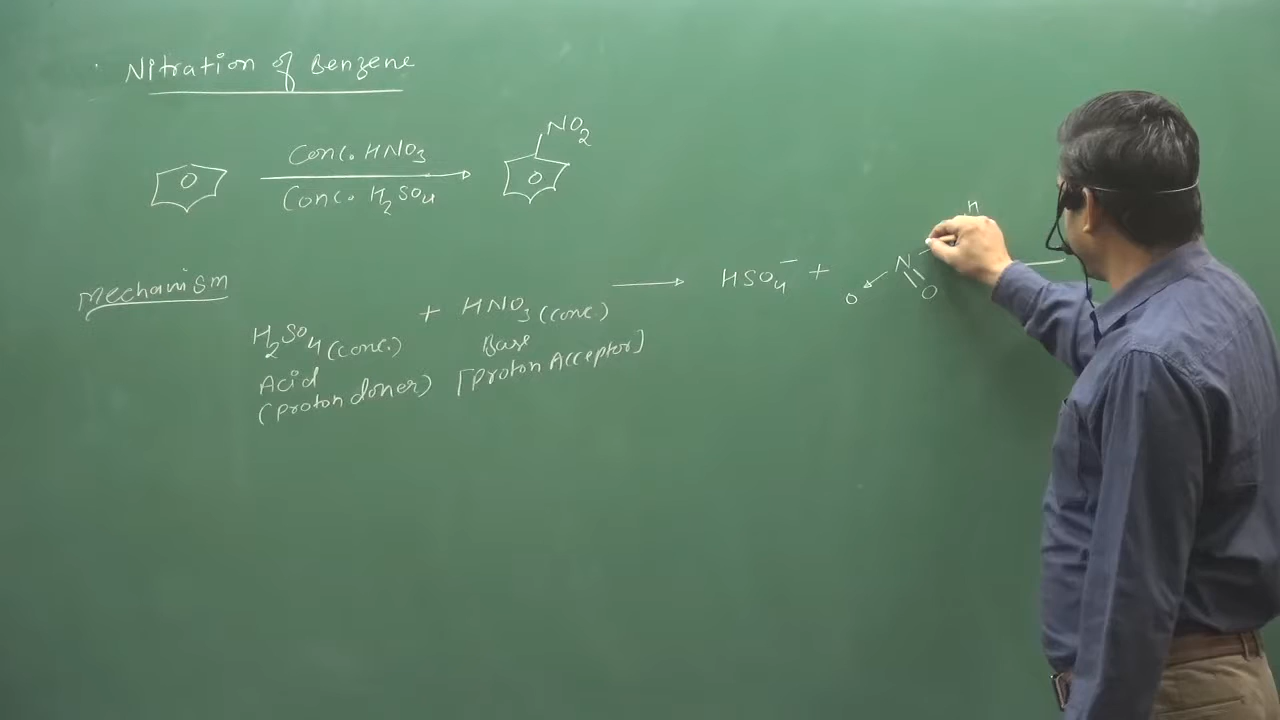 Nitration of Benzene
Conc. HNO3
Conc. H2SO4
NO2
Mechanism
H2SO4 (conc.) + HNO3 (conc.) → HSO4⁻ +
Acid Base
(Proton doner) [Proton Acceptor]
H
N
O O